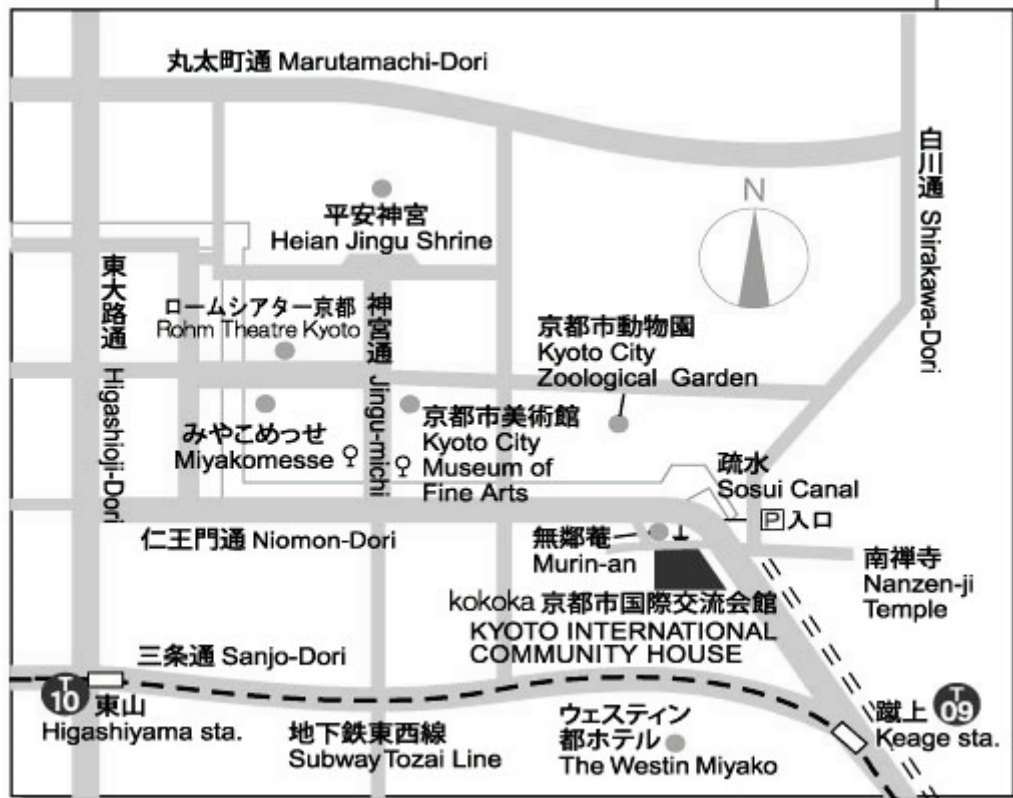 丸太町通 Marutamachi-Dori
白川通 Shirakawa-Dori
N
平安神宮
Heian Jingu Shrine
東大路通 Higashioji-Dori
ロームシアター京都
Rohm Theatre Kyoto
神宮通 Jingu-michi
京都市動物園
Kyoto City
Zoological Garden
みやこめっせ
Miyakomesse
京都市美術館
Kyoto City
Museum of
Fine Arts
疏水
Sosui Canal
P入口
仁王門通 Niomon-Dori
無鄰菴
Murin-an
南禅寺
Nanzen-ji
Temple
kokoka 京都市国際交流会館
KYOTO INTERNATIONAL
COMMUNITY HOUSE
三条通 Sanjo-Dori
T
10
東山
Higashiyama sta.
地下鉄東西線
Subway Tozai Line
ウェスティン
都ホテル
The Westin Miyako
蹴上
T
09
Keage sta.